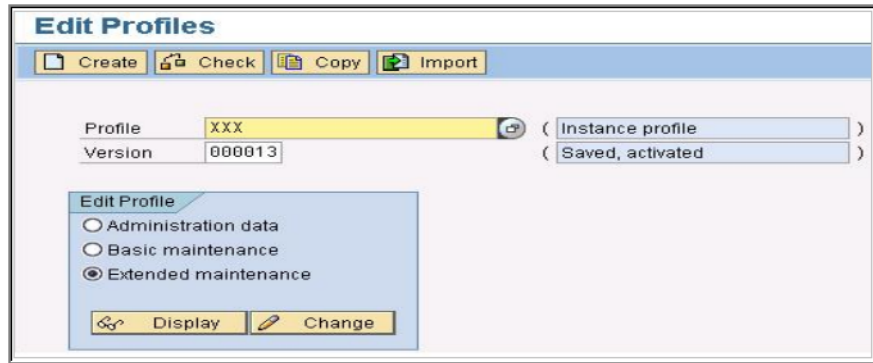 Edit Profiles
Create Check Copy Import
Profile XXX ( Instance profile )
Version 000013 ( Saved, activated )
Edit Profile
Administration data
Basic maintenance
Extended maintenance
Display Change